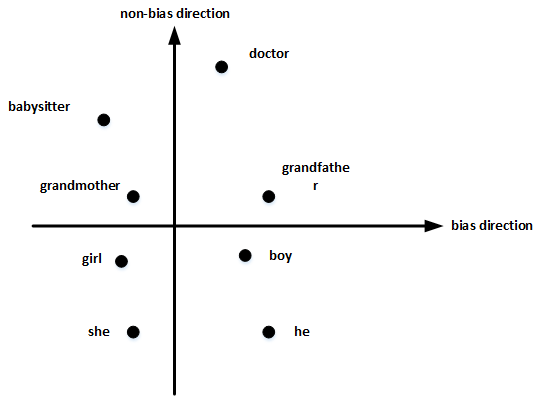 non-bias direction
doctor
babysitter
grandmother
grandfathe
r
bias direction
girl
boy
she
he